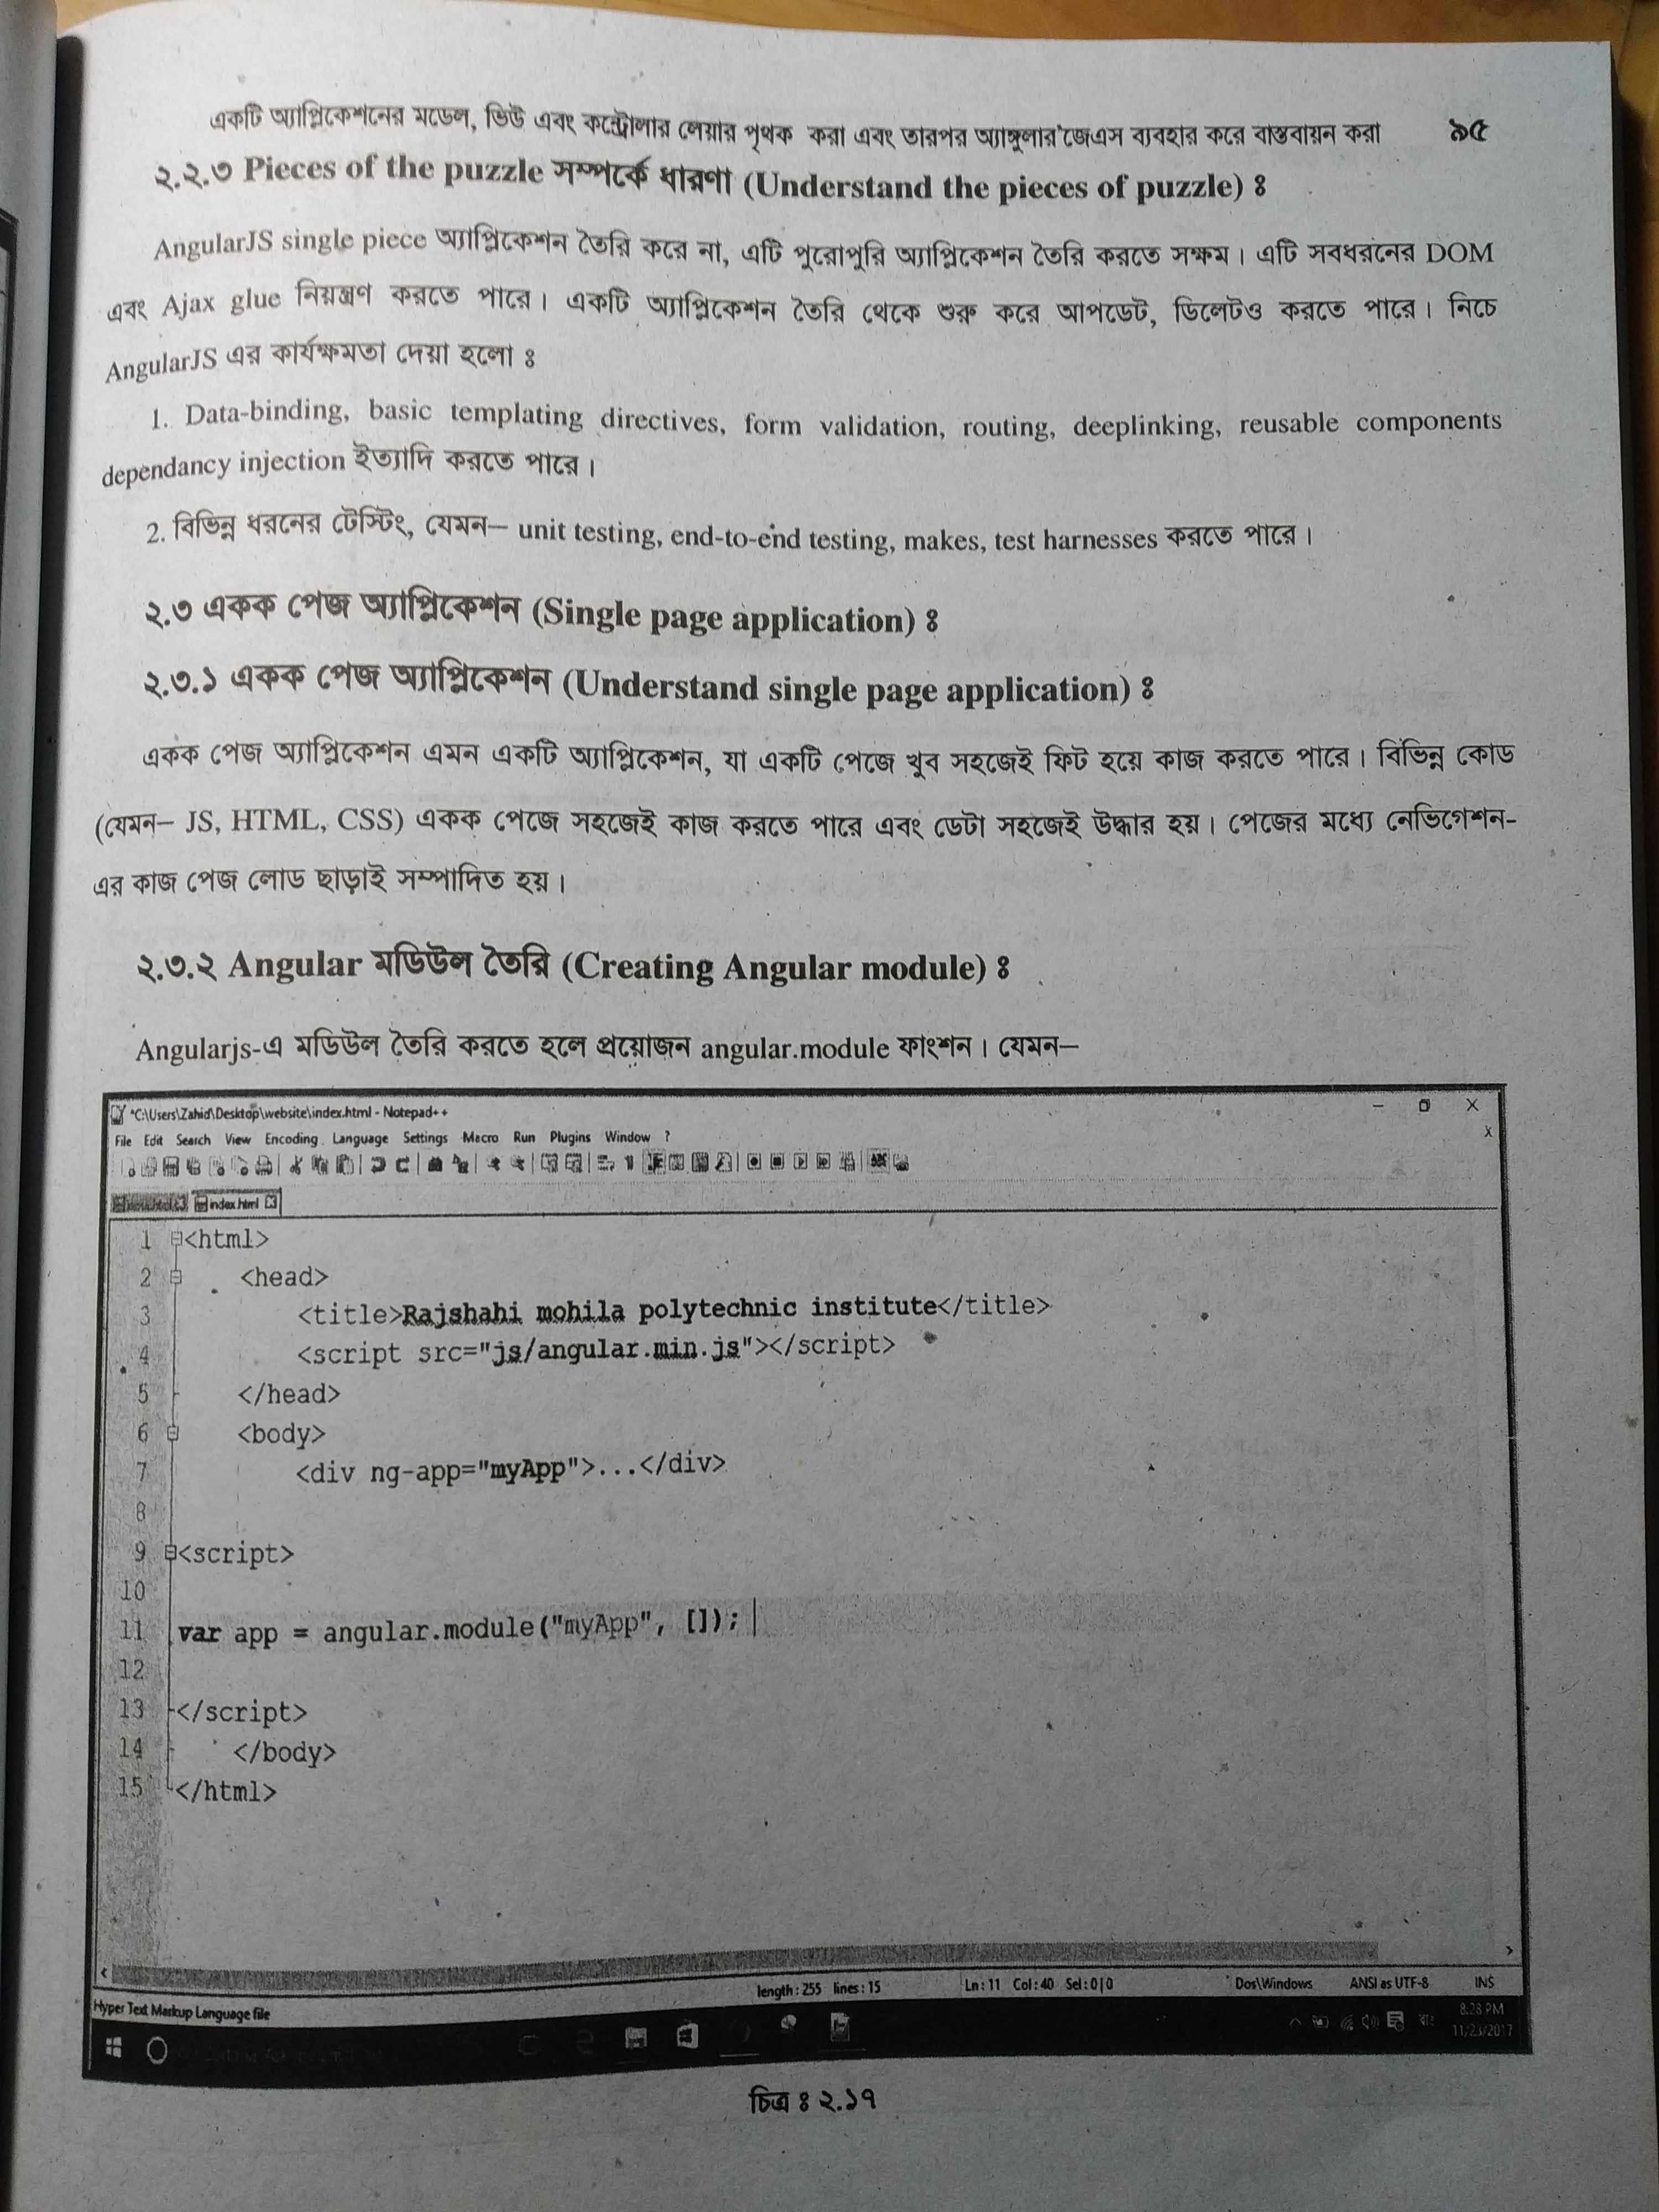 একটি অ্যাপ্লিকেশনের মডেল, ভিউ এবং কন্ট্রোলার লেয়ার পৃথক করা এবং তারপর অ্যাঙ্গুলার জেএস ব্যবহার করে বাস্তবায়ন করা ৯৫
২.২.৩ Pieces of the puzzle সম্পর্কে ধারণা (Understand the pieces of puzzle) ঃ
AngularJS single piece অ্যাপ্লিকেশন তৈরি করে না, এটি পুরোপুরি অ্যাপ্লিকেশন তৈরি করতে সক্ষম। এটি সবধরনের DOM
এবং Ajax glue নিয়ন্ত্রণ করতে পারে। একটি অ্যাপ্লিকেশন তৈরি থেকে শুরু করে আপডেট, ডিলেটও করতে পারে। নিচে
AngularJS এর কার্যক্ষমতা দেয়া হলো ঃ
1. Data-binding, basic templating directives, form validation, routing, deeplinking, reusable components
dependancy injection ইত্যাদি করতে পারে।
2. বিভিন্ন ধরনের টেস্টিং, যেমন– unit testing, end-to-end testing, makes, test harnesses করতে পারে।
২.৩ একক পেজ অ্যাপ্লিকেশন (Single page application) ঃ
২.৩.১ একক পেজ অ্যাপ্লিকেশন (Understand single page application) ঃ
একক পেজ অ্যাপ্লিকেশন এমন একটি অ্যাপ্লিকেশন, যা একটি পেজে খুব সহজেই ফিট হয়ে কাজ করতে পারে। বিভিন্ন কোড
(যেমন– JS, HTML, CSS) একক পেজে সহজেই কাজ করতে পারে এবং ডেটা সহজেই উদ্ধার হয়। পেজের মধ্যে নেভিগেশন-
এর কাজ পেজ লোড ছাড়াই সম্পাদিত হয়।
২.৩.২ Angular মডিউল তৈরি (Creating Angular module) ঃ
Angularjs-এ মডিউল তৈরি করতে হলে প্রয়োজন angular.module ফাংশন। যেমন–
*C:\Users\Zahid\Desktop\website\index.html - Notepad++
File Edit Search View Encoding Language Settings Macro Run Plugins Window ?
index.html
1 <html>
2 <head>
3 <title>Rajshahi mohila polytechnic institute</title>
4 <script src="js/angular.min.js"></script>
5 </head>
6 <body>
7 <div ng-app="myApp">...</div>
8
9 <script>
10
11 var app = angular.module("myApp", []);
12
13 </script>
14 </body>
15 </html>
Hyper Text Markup Language file length : 255 lines : 15 Ln : 11 Col : 40 Sel : 0 | 0 Dos\Windows ANSI as UTF-8 INS
8:28 PM
11/23/2017
চিত্র ঃ ২.১৭